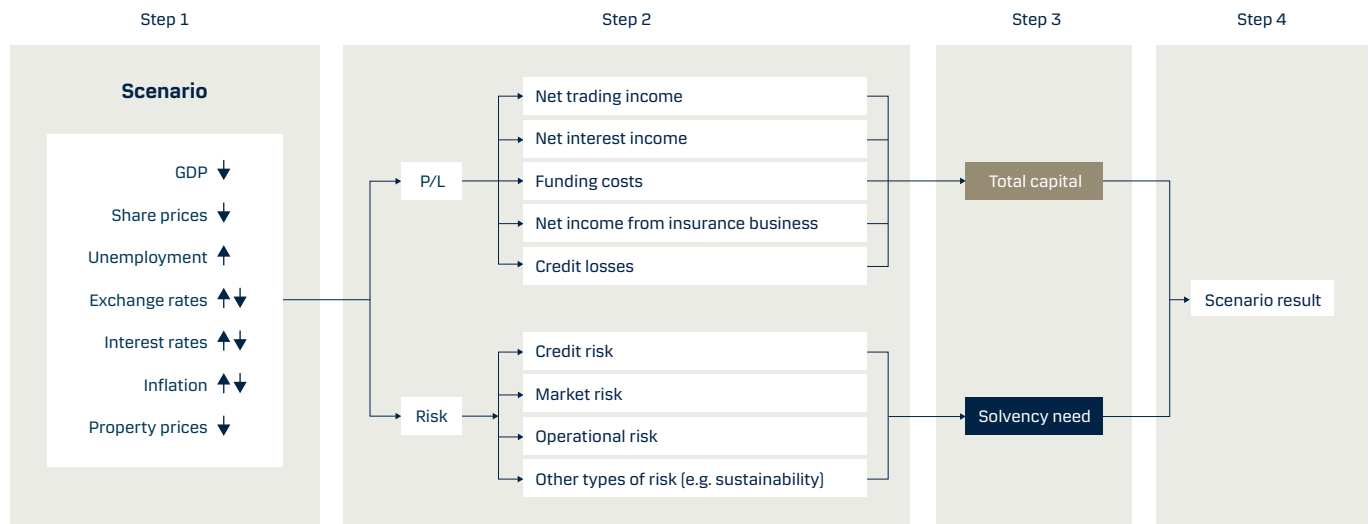 Step 1
Step 2
Step 3
Step 4
Scenario
GDP
Share prices
Unemployment
Exchange rates
Interest rates
Inflation
Property prices
P/L
Risk
Net trading income
Net interest income
Funding costs
Net income from insurance business
Credit losses
Credit risk
Market risk
Operational risk
Other types of risk (e.g. sustainability)
Total capital
Solvency need
Scenario result